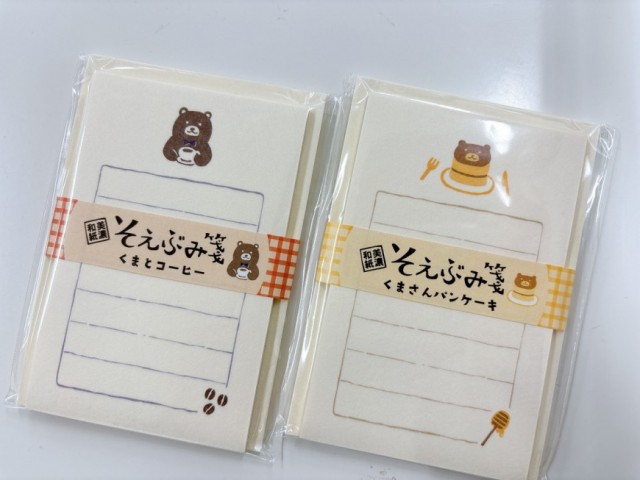 美濃和紙
そえぶみ箋
くまとコーヒー
美濃和紙
そえぶみ箋
くまさんパンケーキ